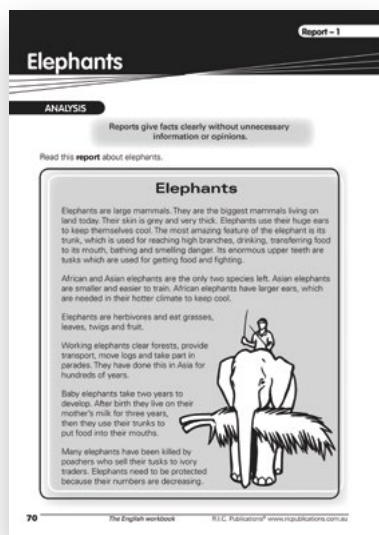 Report – 1
Elephants
ANALYSIS
Reports give facts clearly without unnecessary
information or opinions.
Read this report about elephants.
Elephants
Elephants are large mammals. They are the biggest mammals living on
land today. Their skin is grey and very thick. Elephants use their huge ears
to keep themselves cool. The most amazing feature of the elephant is its
trunk, which is used for reaching high branches, drinking, transferring food
to its mouth, bathing and smelling danger. Its enormous upper teeth are
tusks which are used for getting food and fighting.
African and Asian elephants are the only two species left. Asian elephants
are smaller and easier to train. African elephants have larger ears, which
are needed in their hotter climate to keep cool.
Elephants are herbivores and eat grasses,
leaves, twigs and fruit.
Working elephants clear forests, provide
transport, move logs and take part in
parades. They have done this in Asia for
hundreds of years.
Baby elephants take two years to
develop. After birth they live on their
mother's milk for three years,
then they use their trunks to
put food into their mouths.
Many elephants have been killed by
poachers who sell their tusks to ivory
traders. Elephants need to be protected
because their numbers are decreasing.
70 The English workbook R.I.C. Publications® www.ricpublications.com.au